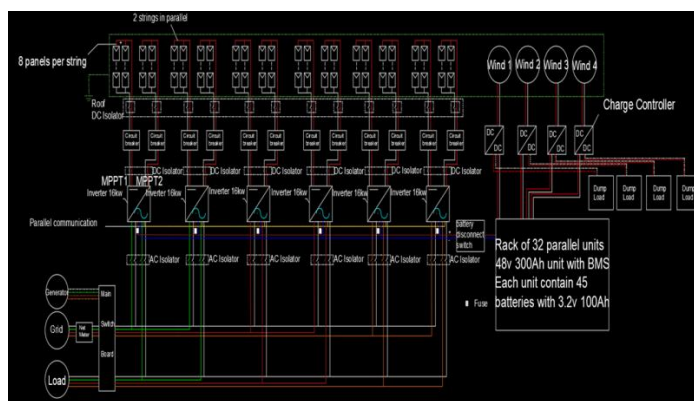 2 strings in parallel
8 panels per string
Wind 1 Wind 2 Wind 3 Wind 4
Roof
DC Isolator
Charge Controller
Circuit breaker Circuit breaker Circuit breaker Circuit breaker Circuit breaker Circuit breaker Circuit breaker Circuit breaker Circuit breaker Circuit breaker Circuit breaker Circuit breaker
DC DC DC DC DC DC DC DC
DC Isolator DC Isolator DC Isolator DC Isolator DC Isolator DC Isolator
MPPT1 MPPT2
Inverter 16kw Inverter 16kw Inverter 16kw Inverter 16kw Inverter 16kw Inverter 16kw
Dump Load Dump Load Dump Load Dump Load
Parallel communication
battery
disconnect
switch
Rack of 32 parallel units
48v 300Ah unit with BMS
Each unit contain 45
batteries with 3.2v 100Ah
AC Isolator AC Isolator AC Isolator AC Isolator AC Isolator AC Isolator
Fuse
Generator
Main
Grid
Net
Meter
Switch
Board
Load